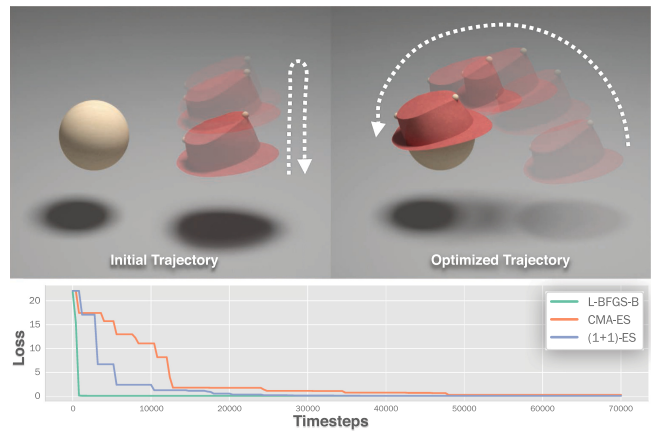 Initial Trajectory
Optimized Trajectory
Loss
20
15
10
5
0
L-BFGS-B
CMA-ES
(1+1)-ES
0
10000
20000
30000
40000
50000
60000
70000
Timesteps